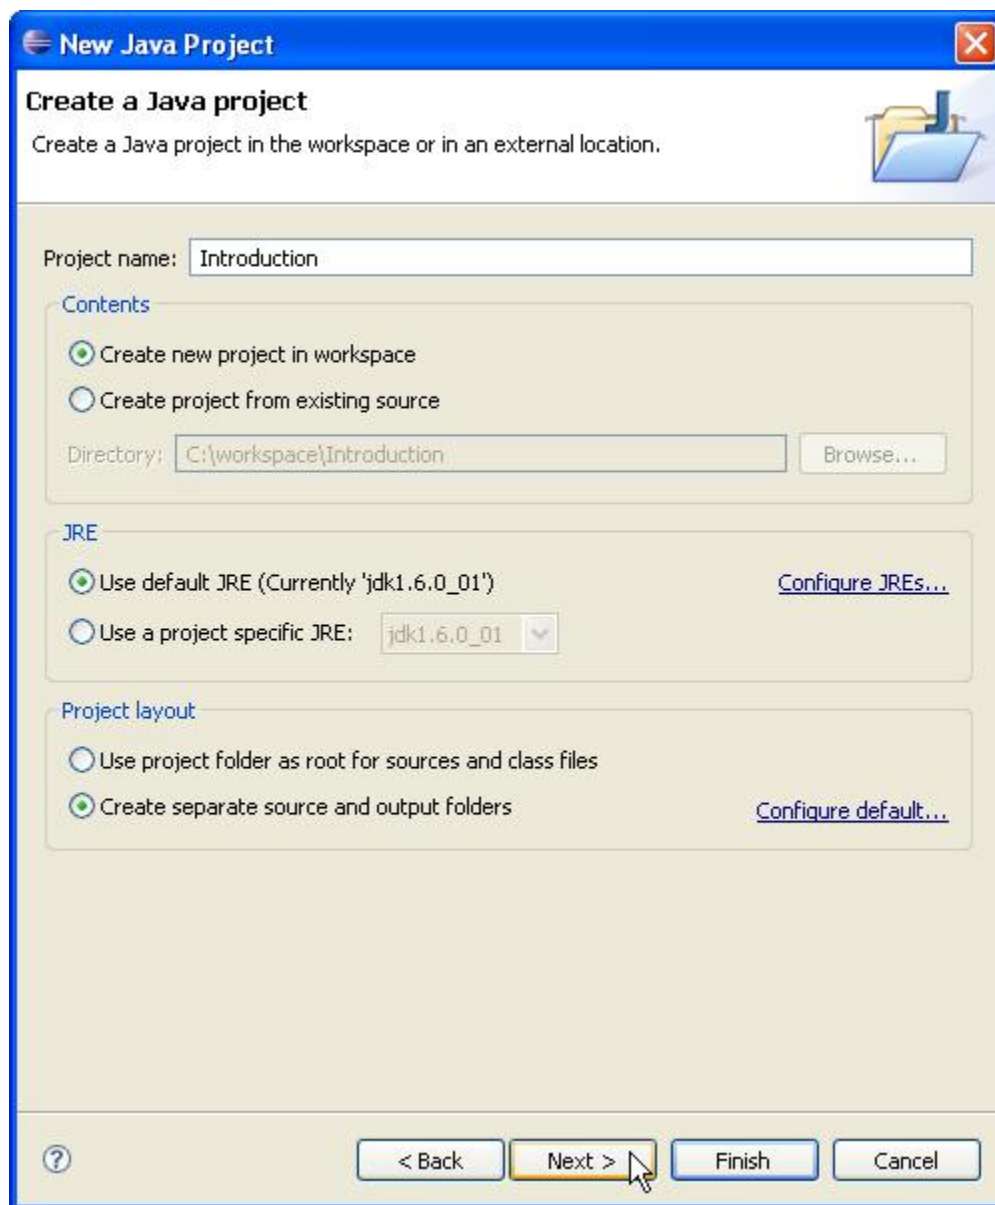 New Java Project
Create a Java project
Create a Java project in the workspace or in an external location.
Project name: Introduction
Contents
Create new project in workspace
Create project from existing source
Directory: C:\workspace\Introduction Browse...
JRE
Use default JRE (Currently 'jdk1.6.0_01') Configure JREs...
Use a project specific JRE: jdk1.6.0_01
Project layout
Use project folder as root for sources and class files
Create separate source and output folders Configure default...
? < Back Next > Finish Cancel